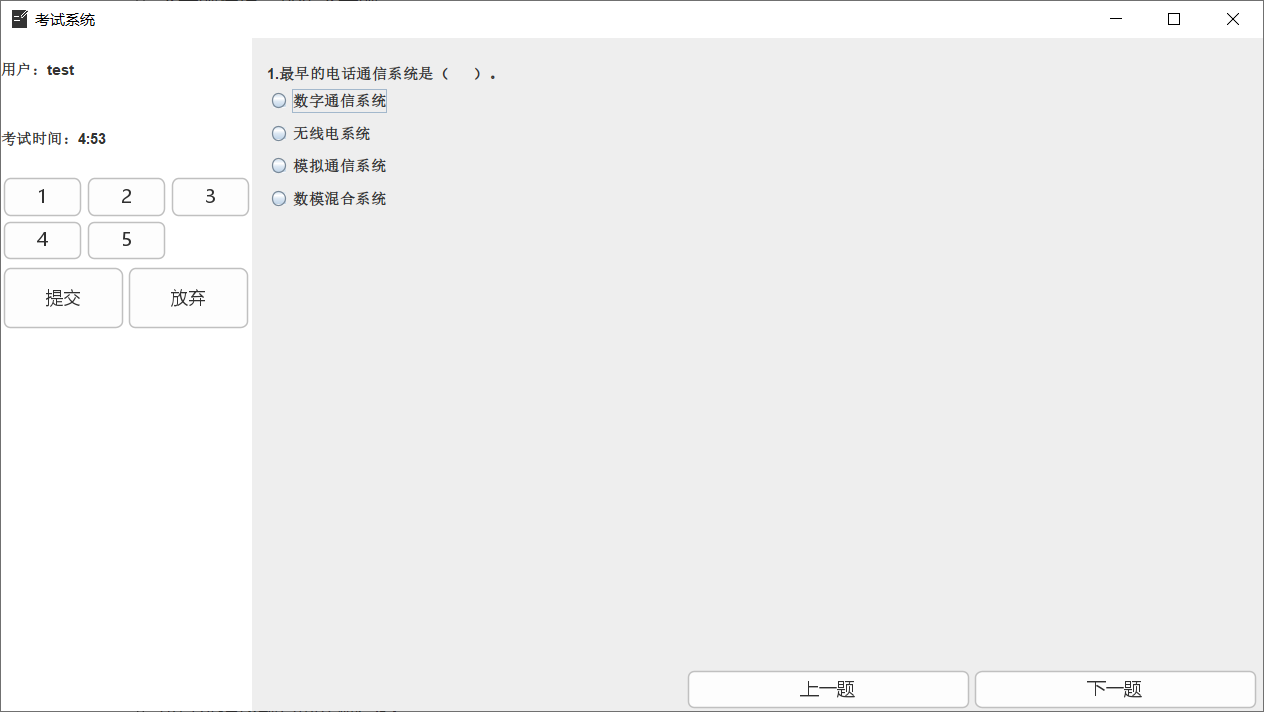 考试系统
用户：test
考试时间：4:53
1 2 3
4 5
提交 放弃
1.最早的电话通信系统是（　）。
数字通信系统
无线电系统
模拟通信系统
数模混合系统
上一题 下一题